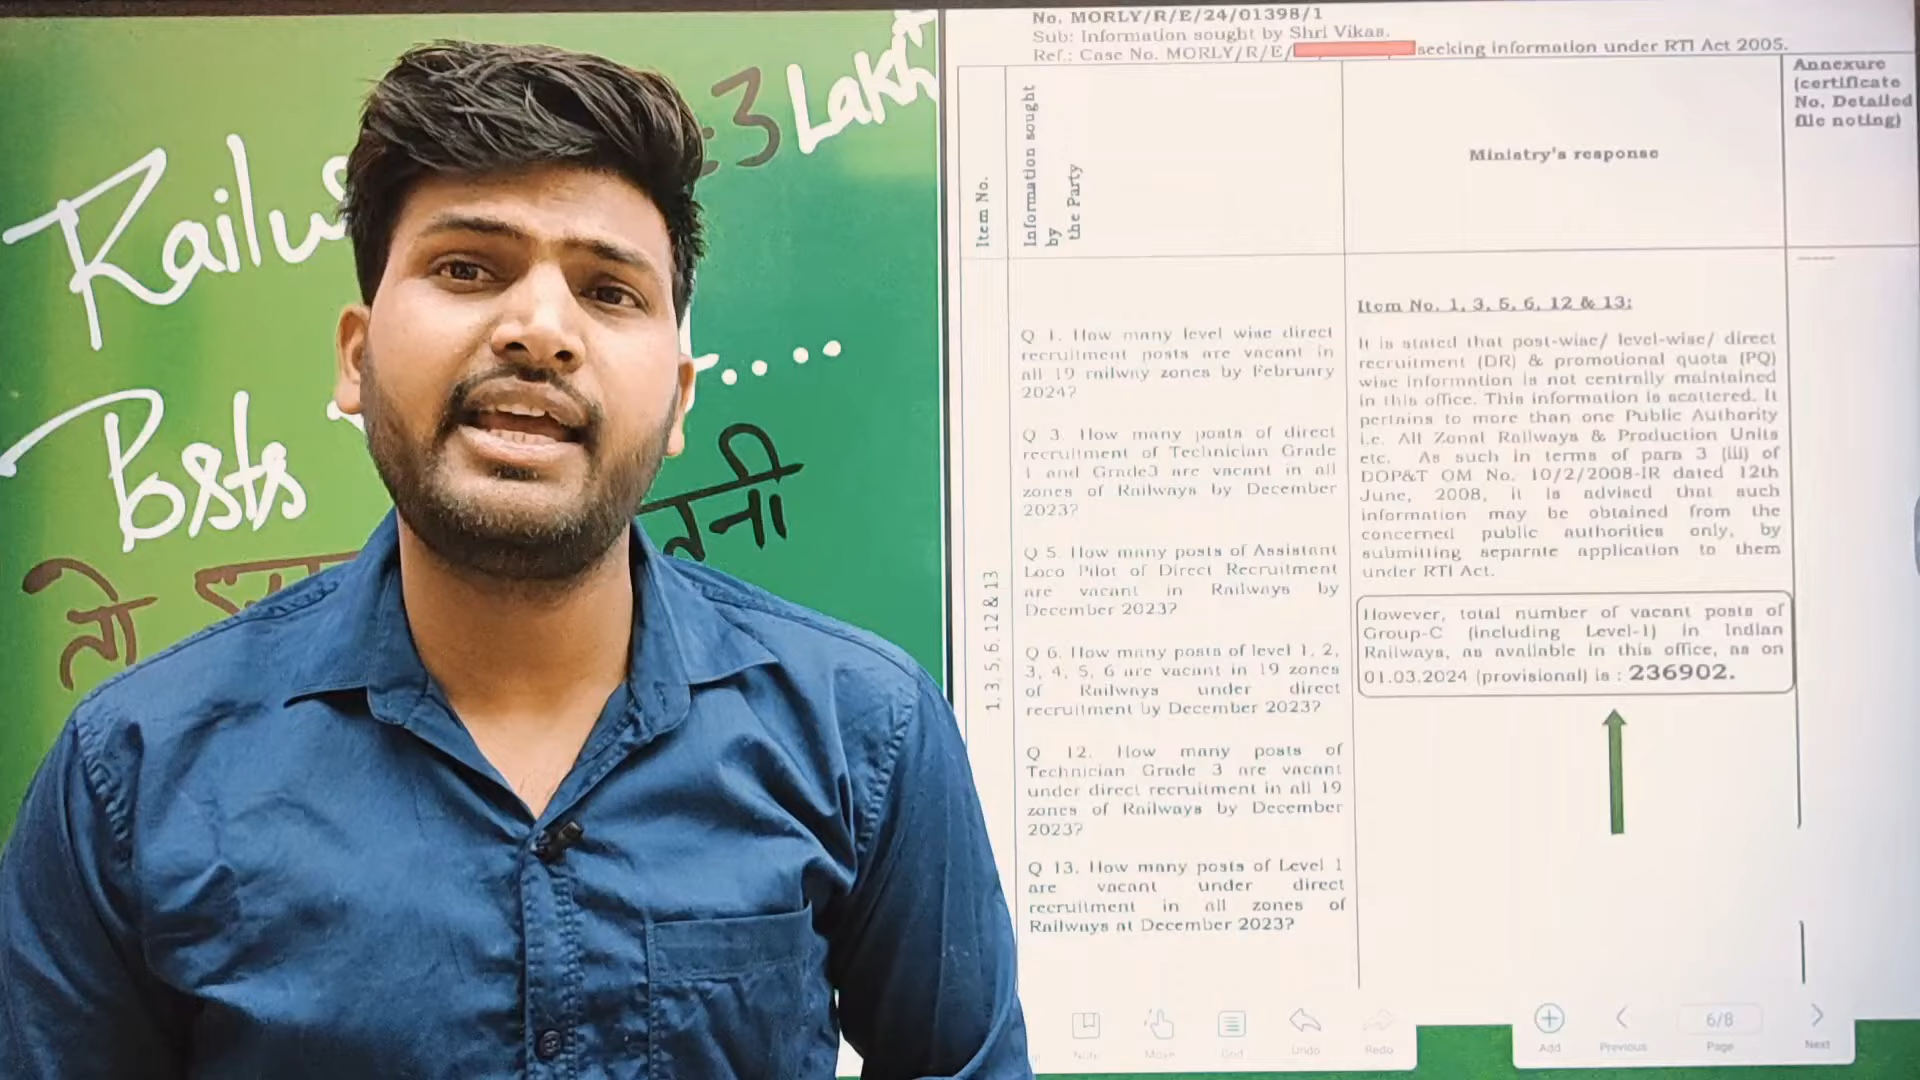 : 3 Lakh
Posts
तो
No. MORLY/R/E/24/01398/1
Sub: Information sought by Shri Vikas.
Ref.: Case No. MORLY/R/E/ seeking information under RTI Act 2005.
Item No.
Information sought
by
the Party
Ministry's response
Annexure
(certificate
No. Detailed
file noting)
1, 3, 5, 6, 12 & 13
Q 1. How many level wise direct
recruitment posts are vacant in
all 19 railway zones by February
2024?
Q 3. How many posts of direct
recruitment of Technician Grade
1 and Grade3 are vacant in all
zones of Railways by December
2023?
Q 5. How many posts of Assistant
Loco Pilot of Direct Recruitment
are vacant in Railways by
December 2023?
Q 6. How many posts of level 1, 2,
3, 4, 5, 6 are vacant in 19 zones
of Railways under direct
recruitment by December 2023?
Q 12. How many posts of
Technician Grade 3 are vacant
under direct recruitment in all 19
zones of Railways by December
2023?
Q 13. How many posts of Level 1
are vacant under direct
recruitment in all zones of
Railways at December 2023?
Item No. 1, 3, 5, 6, 12 & 13:
It is stated that post-wise/ level-wise/ direct
recruitment (DR) & promotional quota (PQ)
wise information is not centrally maintained
in this office. This information is scattered. It
pertains to more than one Public Authority
i.e. All Zonal Railways & Production Units
etc. As such in terms of para 3 (iii) of
DOP&T OM No. 10/2/2008-IR dated 12th
June, 2008, it is advised that such
information may be obtained from the
concerned public authorities only, by
submitting separate application to them
under RTI Act.
However, total number of vacant posts of
Group-C (including Level-1) in Indian
Railways, as available in this office, as on
01.03.2024 (provisional) is : 236902.
Note
Move
Grid
Undo
Redo
Add
Previous
6/8
Page
Next